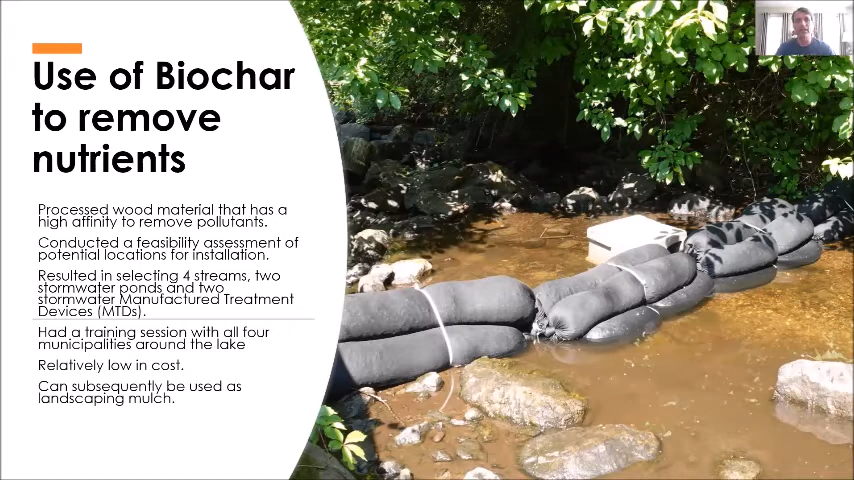 Use of Biochar
to remove
nutrients
Processed wood material that has a
high affinity to remove pollutants.
Conducted a feasibility assessment of
potential locations for installation.
Resulted in selecting 4 streams, two
stormwater ponds and two
stormwater Manufactured Treatment
Devices (MTDs).
Had a training session with all four
municipalities around the lake
Relatively low in cost.
Can subsequently be used as
landscaping mulch.